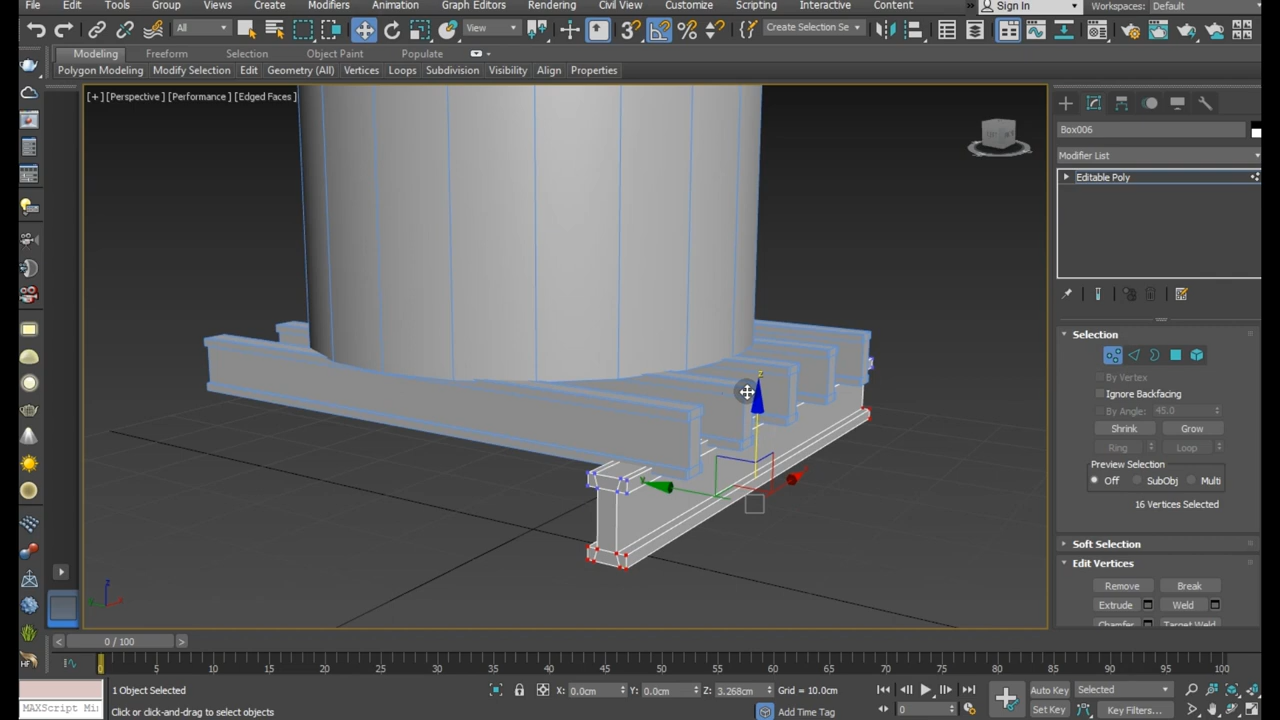 File Edit Tools Group Views Create Modifiers Animation Graph Editors Rendering Civil View Customize Scripting Interactive Content » Sign In Workspaces: Default
All View Create Selection Se
Modeling Freeform Selection Object Paint Populate
Polygon Modeling Modify Selection Edit Geometry (All) Vertices Loops Subdivision Visibility Align Properties
[+] [Perspective] [Performance] [Edged Faces]
Box006
Modifier List
Editable Poly
Selection
By Vertex
Ignore Backfacing
By Angle: 45.0
Shrink Grow
Ring Loop
Preview Selection
Off SubObj Multi
16 Vertices Selected
Soft Selection
Edit Vertices
Remove Break
Extrude Weld
Chamfer Target Weld
z
y
z
< 0 / 100 >
0 5 10 15 20 25 30 35 40 45 50 55 60 65 70 75 80 85 90 95 100
1 Object Selected X: 0.0cm Y: 0.0cm Z: 3.268cm Grid = 10.0cm Auto Key Selected
MAXScript Mi Click or click-and-drag to select objects Add Time Tag 0 Set Key Key Filters...